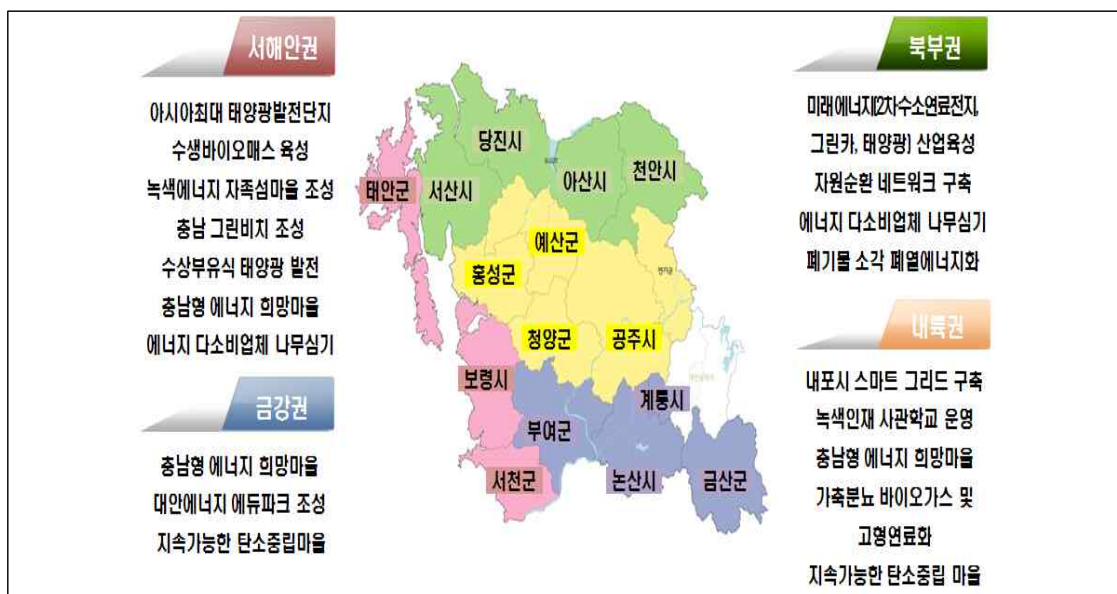 서해안권
아시아최대 태양광발전단지
수생바이오매스 육성
녹색에너지 자족섬마을 조성
충남 그린비치 조성
수상부유식 태양광 발전
충남형 에너지 희망마을
에너지 다소비업체 나무심기
금강권
충남형 에너지 희망마을
대안에너지 에듀파크 조성
지속가능한 탄소중립마을
당진시
천안시
태안군
서산시
아산시
예산군
홍성군
청양군
공주시
보령시
계룡시
부여군
서천군
논산시
금산군
북부권
미래에너지(2차·수소연료전지,
그린카, 태양광) 산업육성
자원순환 네트워크 구축
에너지 다소비업체 나무심기
폐기물 소각 폐열에너지화
내륙권
내포시 스마트 그리드 구축
녹색인재 사관학교 운영
충남형 에너지 희망마을
가축분뇨 바이오가스 및
고형연료화
지속가능한 탄소중립 마을